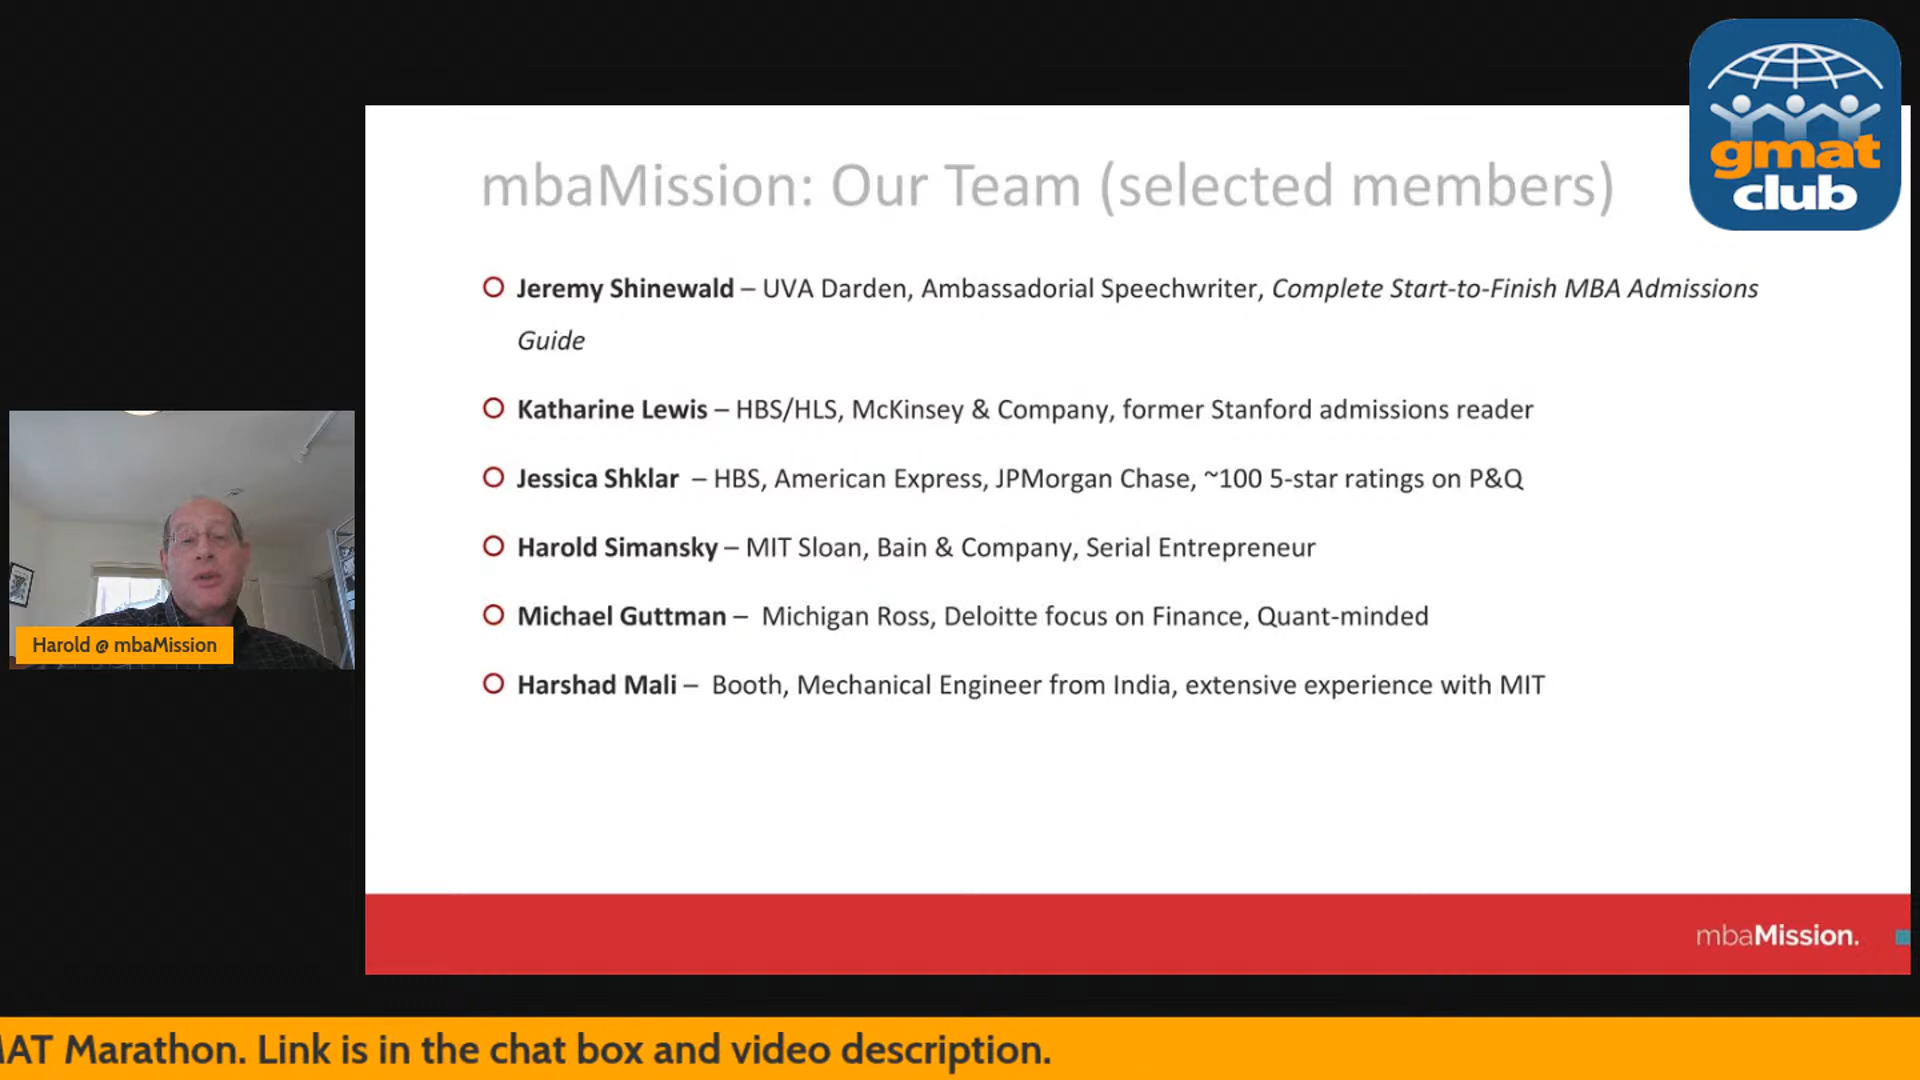 gmat
club
mbaMission: Our Team (selected members)
Jeremy Shinewald – UVA Darden, Ambassadorial Speechwriter, Complete Start-to-Finish MBA Admissions
Guide
Katharine Lewis – HBS/HLS, McKinsey & Company, former Stanford admissions reader
Jessica Shklar – HBS, American Express, JPMorgan Chase, ~100 5-star ratings on P&Q
Harold Simansky – MIT Sloan, Bain & Company, Serial Entrepreneur
Michael Guttman – Michigan Ross, Deloitte focus on Finance, Quant-minded
Harshad Mali – Booth, Mechanical Engineer from India, extensive experience with MIT
Harold @ mbaMission
mbaMission.
MAT Marathon. Link is in the chat box and video description.